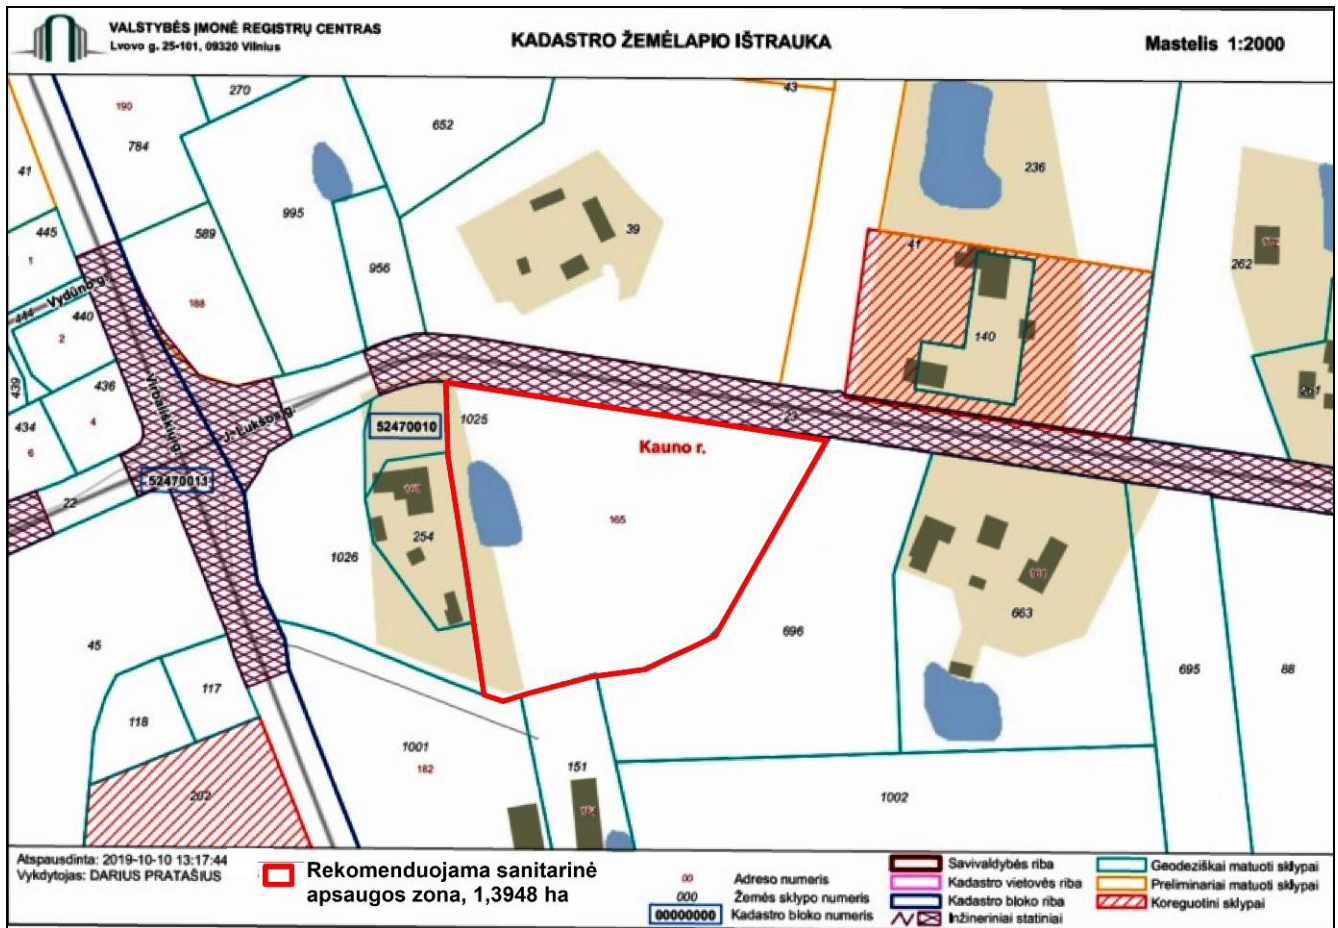 VALSTYBĖS ĮMONĖ REGISTRŲ CENTRAS
Lvovo g. 25-101, 09320 Vilnius
KADASTRO ŽEMĖLAPIO IŠTRAUKA
Mastelis 1:2000
270
43
190
652
784
41
236
995
445
589
39
41
1
262
956
Vydūno g.
444
440
188
2
140
439
436
261
Virbališkių g.
434
4
J. Lukšos g.
22
1025
52470010
6
Kauno r.
52470011
22
165
254
1026
181
663
696
45
695
88
117
118
1001
182
151
202
1002
164
Atspausdinta: 2019-10-10 13:17:44
Vykdytojas: DARIUS PRATAŠIUS
Rekomenduojama sanitarinė
apsaugos zona, 1,3948 ha
00 Adreso numeris
000 Žemės sklypo numeris
00000000 Kadastro bloko numeris
Savivaldybės riba
Kadastro vietovės riba
Kadastro bloko riba
Inžineriniai statiniai
Geodeziškai matuoti sklypai
Preliminariai matuoti sklypai
Koreguotini sklypai